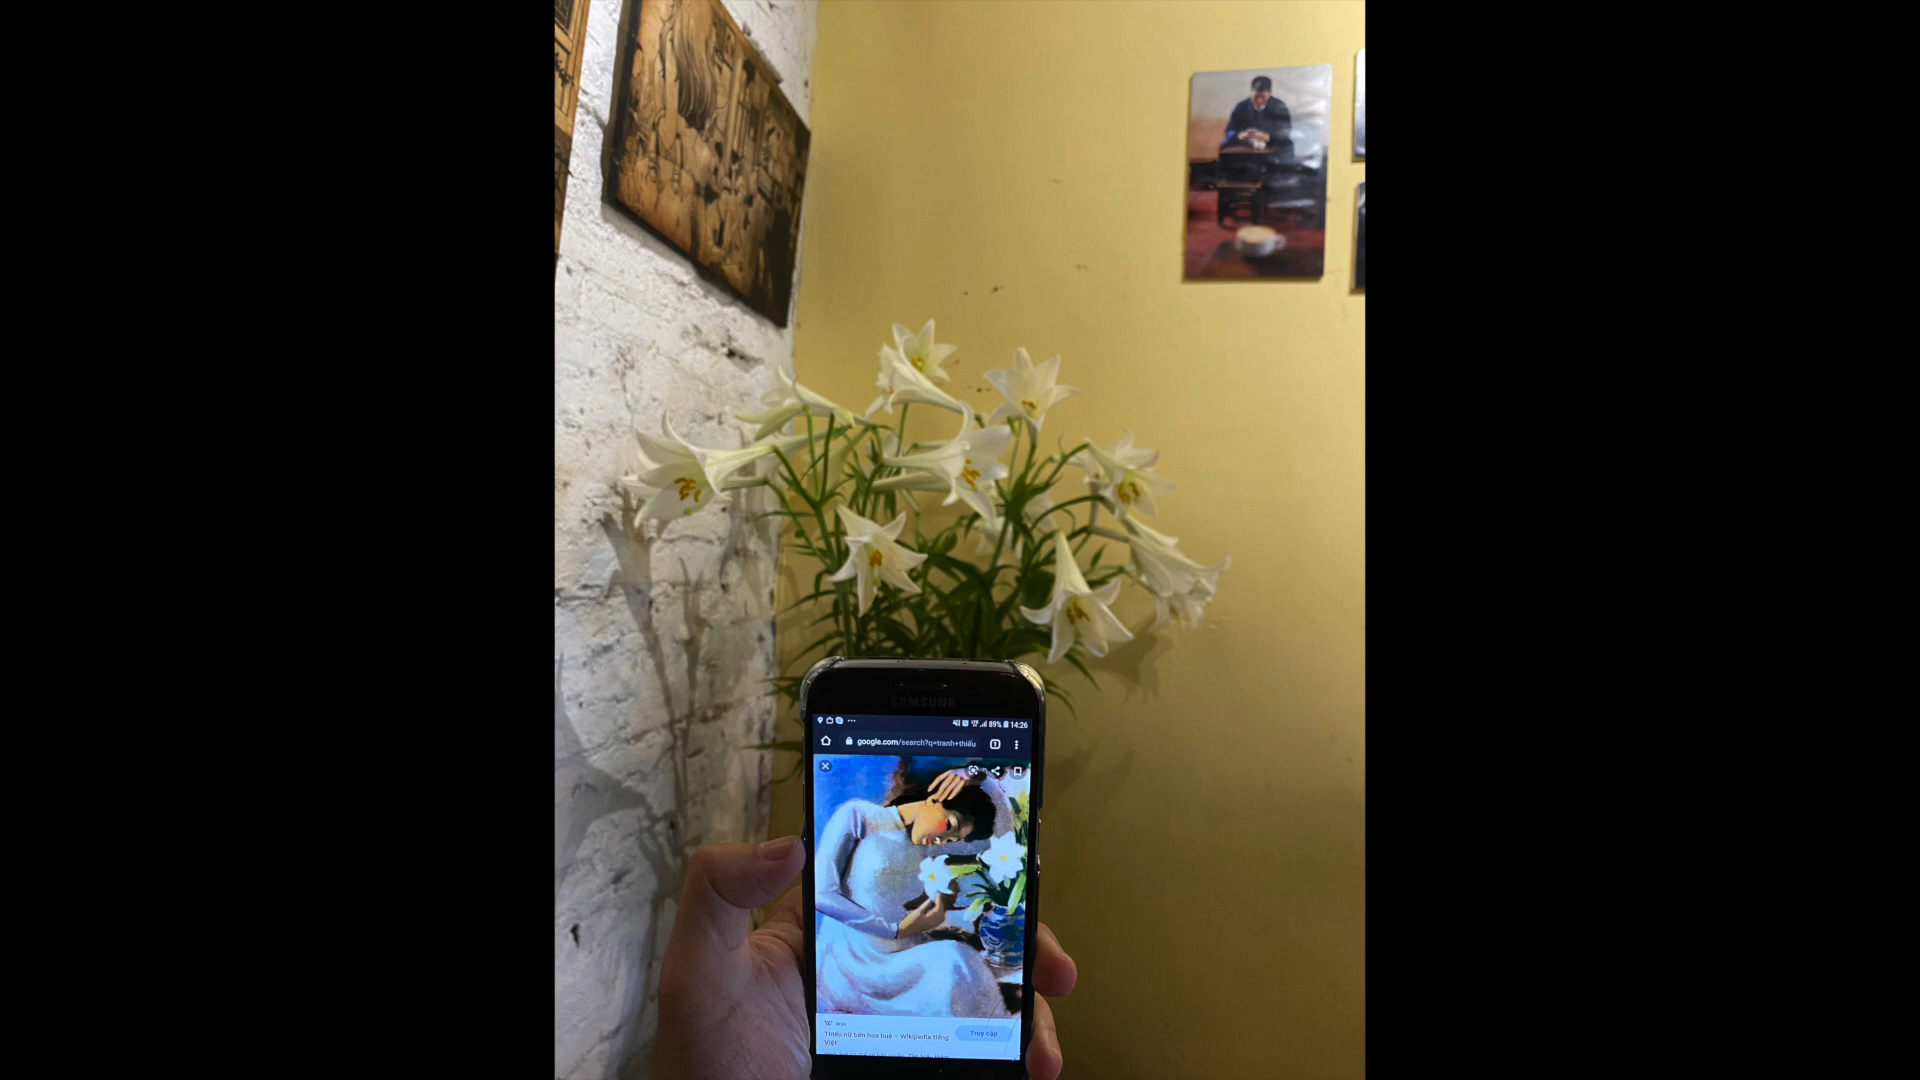 SAMSUNG
89% 14:26
google.com/search?q=tranh+thiếu
Wiki
Thiếu nữ bên hoa huệ – Wikipedia tiếng
Việt
Truy cập